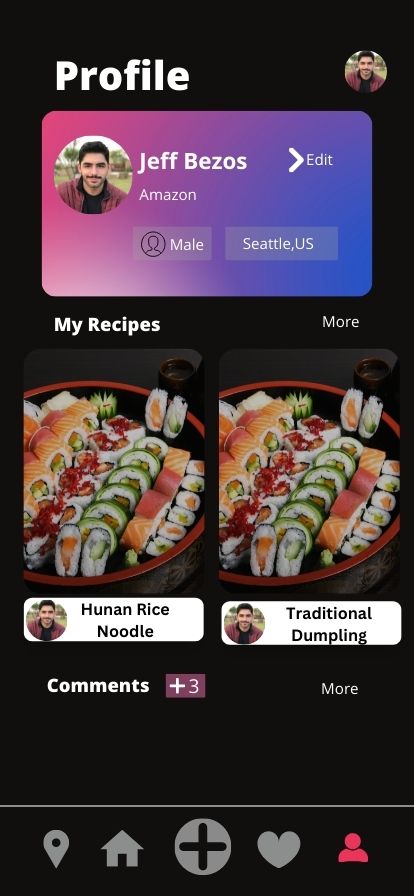 Profile
Jeff Bezos
Edit
Amazon
Male
Seattle,US
My Recipes
More
Hunan Rice
Noodle
Traditional
Dumpling
Comments
+3
More